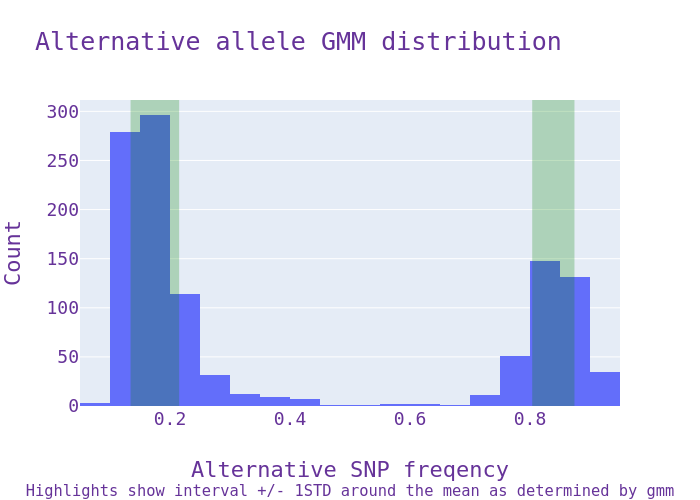 Alternative allele GMM distribution
300
250
200
150
100
50
0
Count
0.2 0.4 0.6 0.8
Alternative SNP freqency
Highlights show interval +/- 1STD around the mean as determined by gmm